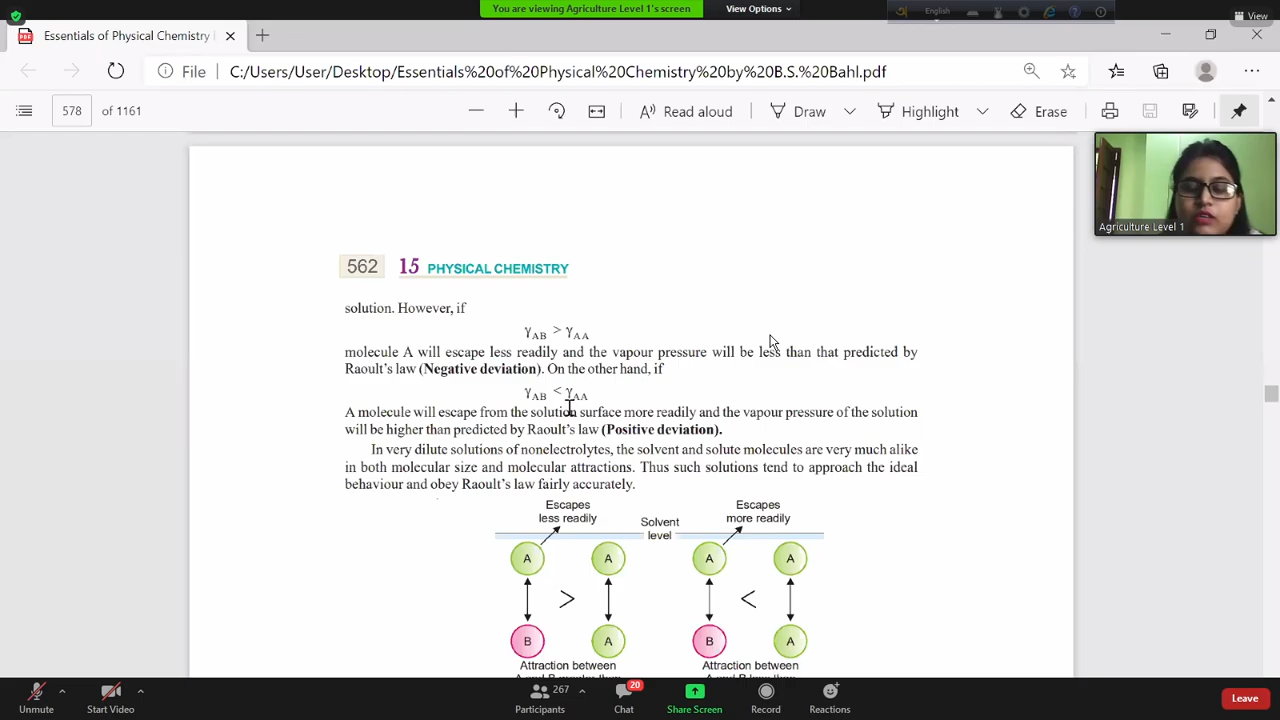 You are viewing Agriculture Level 1's screen
View Options
English
View
Essentials of Physical Chemistry
File
C:/Users/User/Desktop/Essentials%20of%20Physical%20Chemistry%20by%20B.S.%20Bahl.pdf
578 of 1161
Read aloud
Draw
Highlight
Erase
Agriculture Level 1
562 15 PHYSICAL CHEMISTRY
solution. However, if
γAB > γAA
molecule A will escape less readily and the vapour pressure will be less than that predicted by
Raoult's law (Negative deviation). On the other hand, if
γAB < γAA
A molecule will escape from the solution surface more readily and the vapour pressure of the solution
will be higher than predicted by Raoult's law (Positive deviation).
In very dilute solutions of nonelectrolytes, the solvent and solute molecules are very much alike
in both molecular size and molecular attractions. Thus such solutions tend to approach the ideal
behaviour and obey Raoult's law fairly accurately.
Escapes
less readily
Solvent
level
Escapes
more readily
A A A A
> <
B A B A
Attraction between
Attraction between
Unmute
Start Video
267
Participants
20
Chat
Share Screen
Record
Reactions
Leave